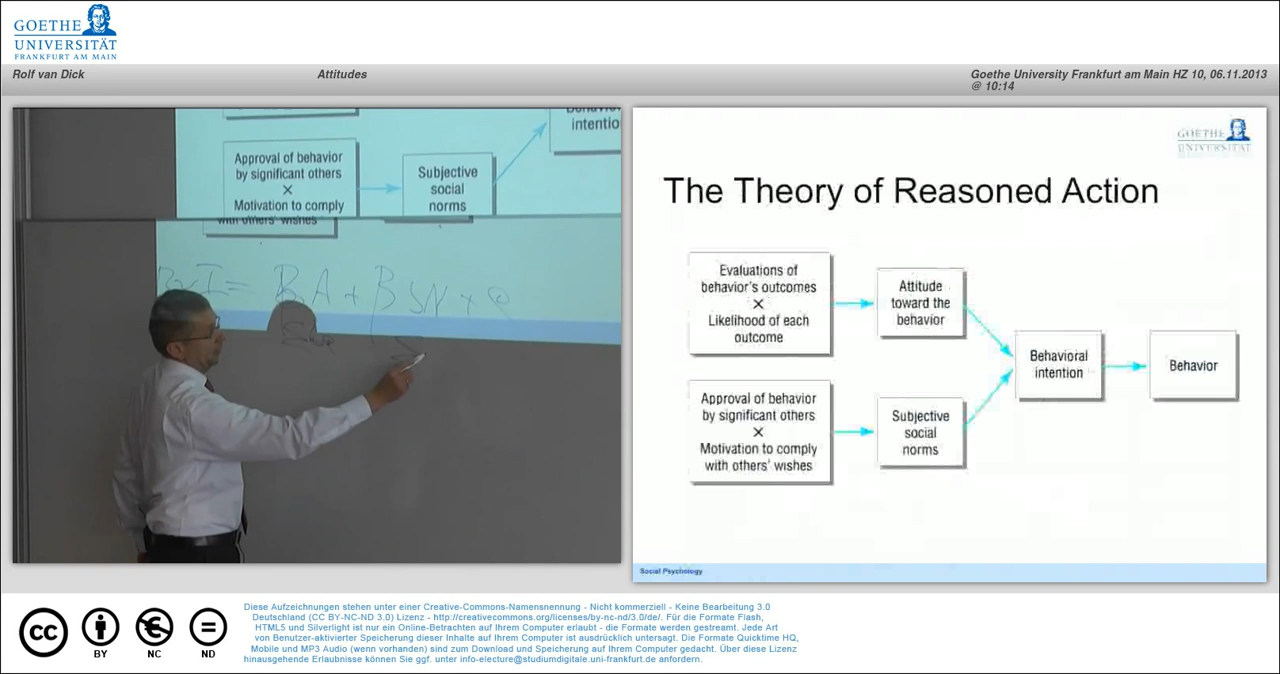 GOETHE
UNIVERSITÄT
FRANKFURT AM MAIN
Rolf van Dick
Attitudes
Goethe University Frankfurt am Main HZ 10, 06.11.2013
@ 10:14
intentio
Approval of behavior
by significant others
×
Motivation to comply
with others' wishes
Subjective
social
norms
GOETHE
UNIVERSITÄT
The Theory of Reasoned Action
Evaluations of
behavior's outcomes
×
Likelihood of each
outcome
Attitude
toward the
behavior
Behavioral
intention
Behavior
Approval of behavior
by significant others
×
Motivation to comply
with others' wishes
Subjective
social
norms
Social Psychology
cc
BY
NC
ND
Diese Aufzeichnungen stehen unter einer Creative-Commons-Namensnennung - Nicht kommerziell - Keine Bearbeitung 3.0
Deutschland (CC BY-NC-ND 3.0) Lizenz - http://creativecommons.org/licenses/by-nc-nd/3.0/de/. Für die Formate Flash,
HTML5 und Silverlight ist nur ein Online-Betrachten auf Ihrem Computer erlaubt - die Formate werden gestreamt. Jede Art
von Benutzer-aktivierter Speicherung dieser Inhalte auf Ihrem Computer ist ausdrücklich untersagt. Die Formate Quicktime HQ,
Mobile und MP3 Audio (wenn vorhanden) sind zum Download und Speicherung auf Ihrem Computer gedacht. Über diese Lizenz
hinausgehende Erlaubnisse können Sie ggf. unter info-electure@studiumdigitale.uni-frankfurt.de anfordern.